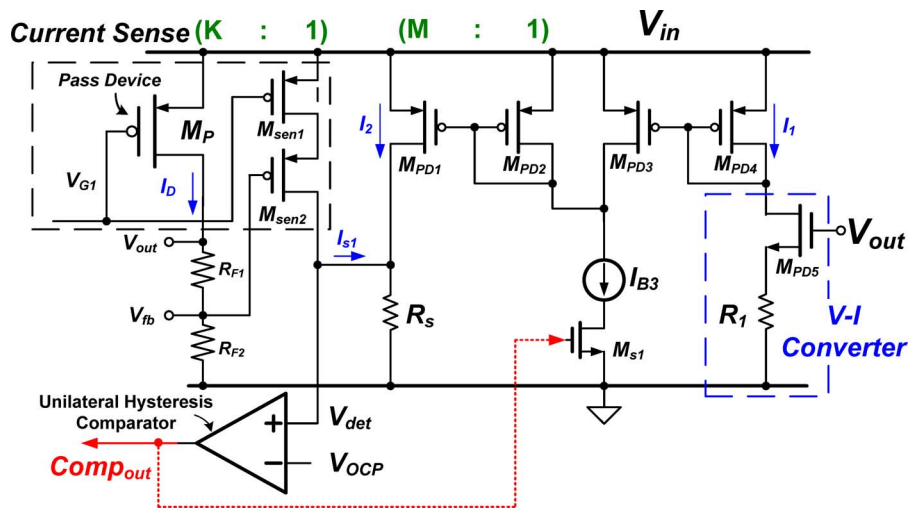 Current Sense (K : 1) (M : 1) Vin
Pass Device
MP
Msen1
I2
MPD1
MPD2
MPD3
MPD4
I1
VG1
ID
Msen2
Vout
Is1
RF1
IB3
MPD5
Vout
Vfb
RS
R1
V-I
Converter
RF2
Ms1
Unilateral Hysteresis
Comparator
+
Vdet
Compout
−
VOCP